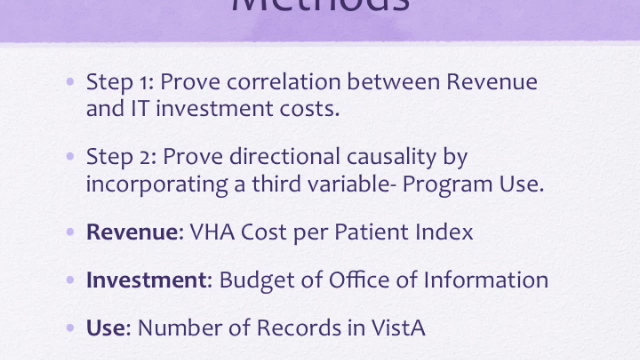 Methods
Step 1: Prove correlation between Revenue
and IT investment costs.
Step 2: Prove directional causality by
incorporating a third variable- Program Use.
Revenue: VHA Cost per Patient Index
Investment: Budget of Office of Information
Use: Number of Records in VistA